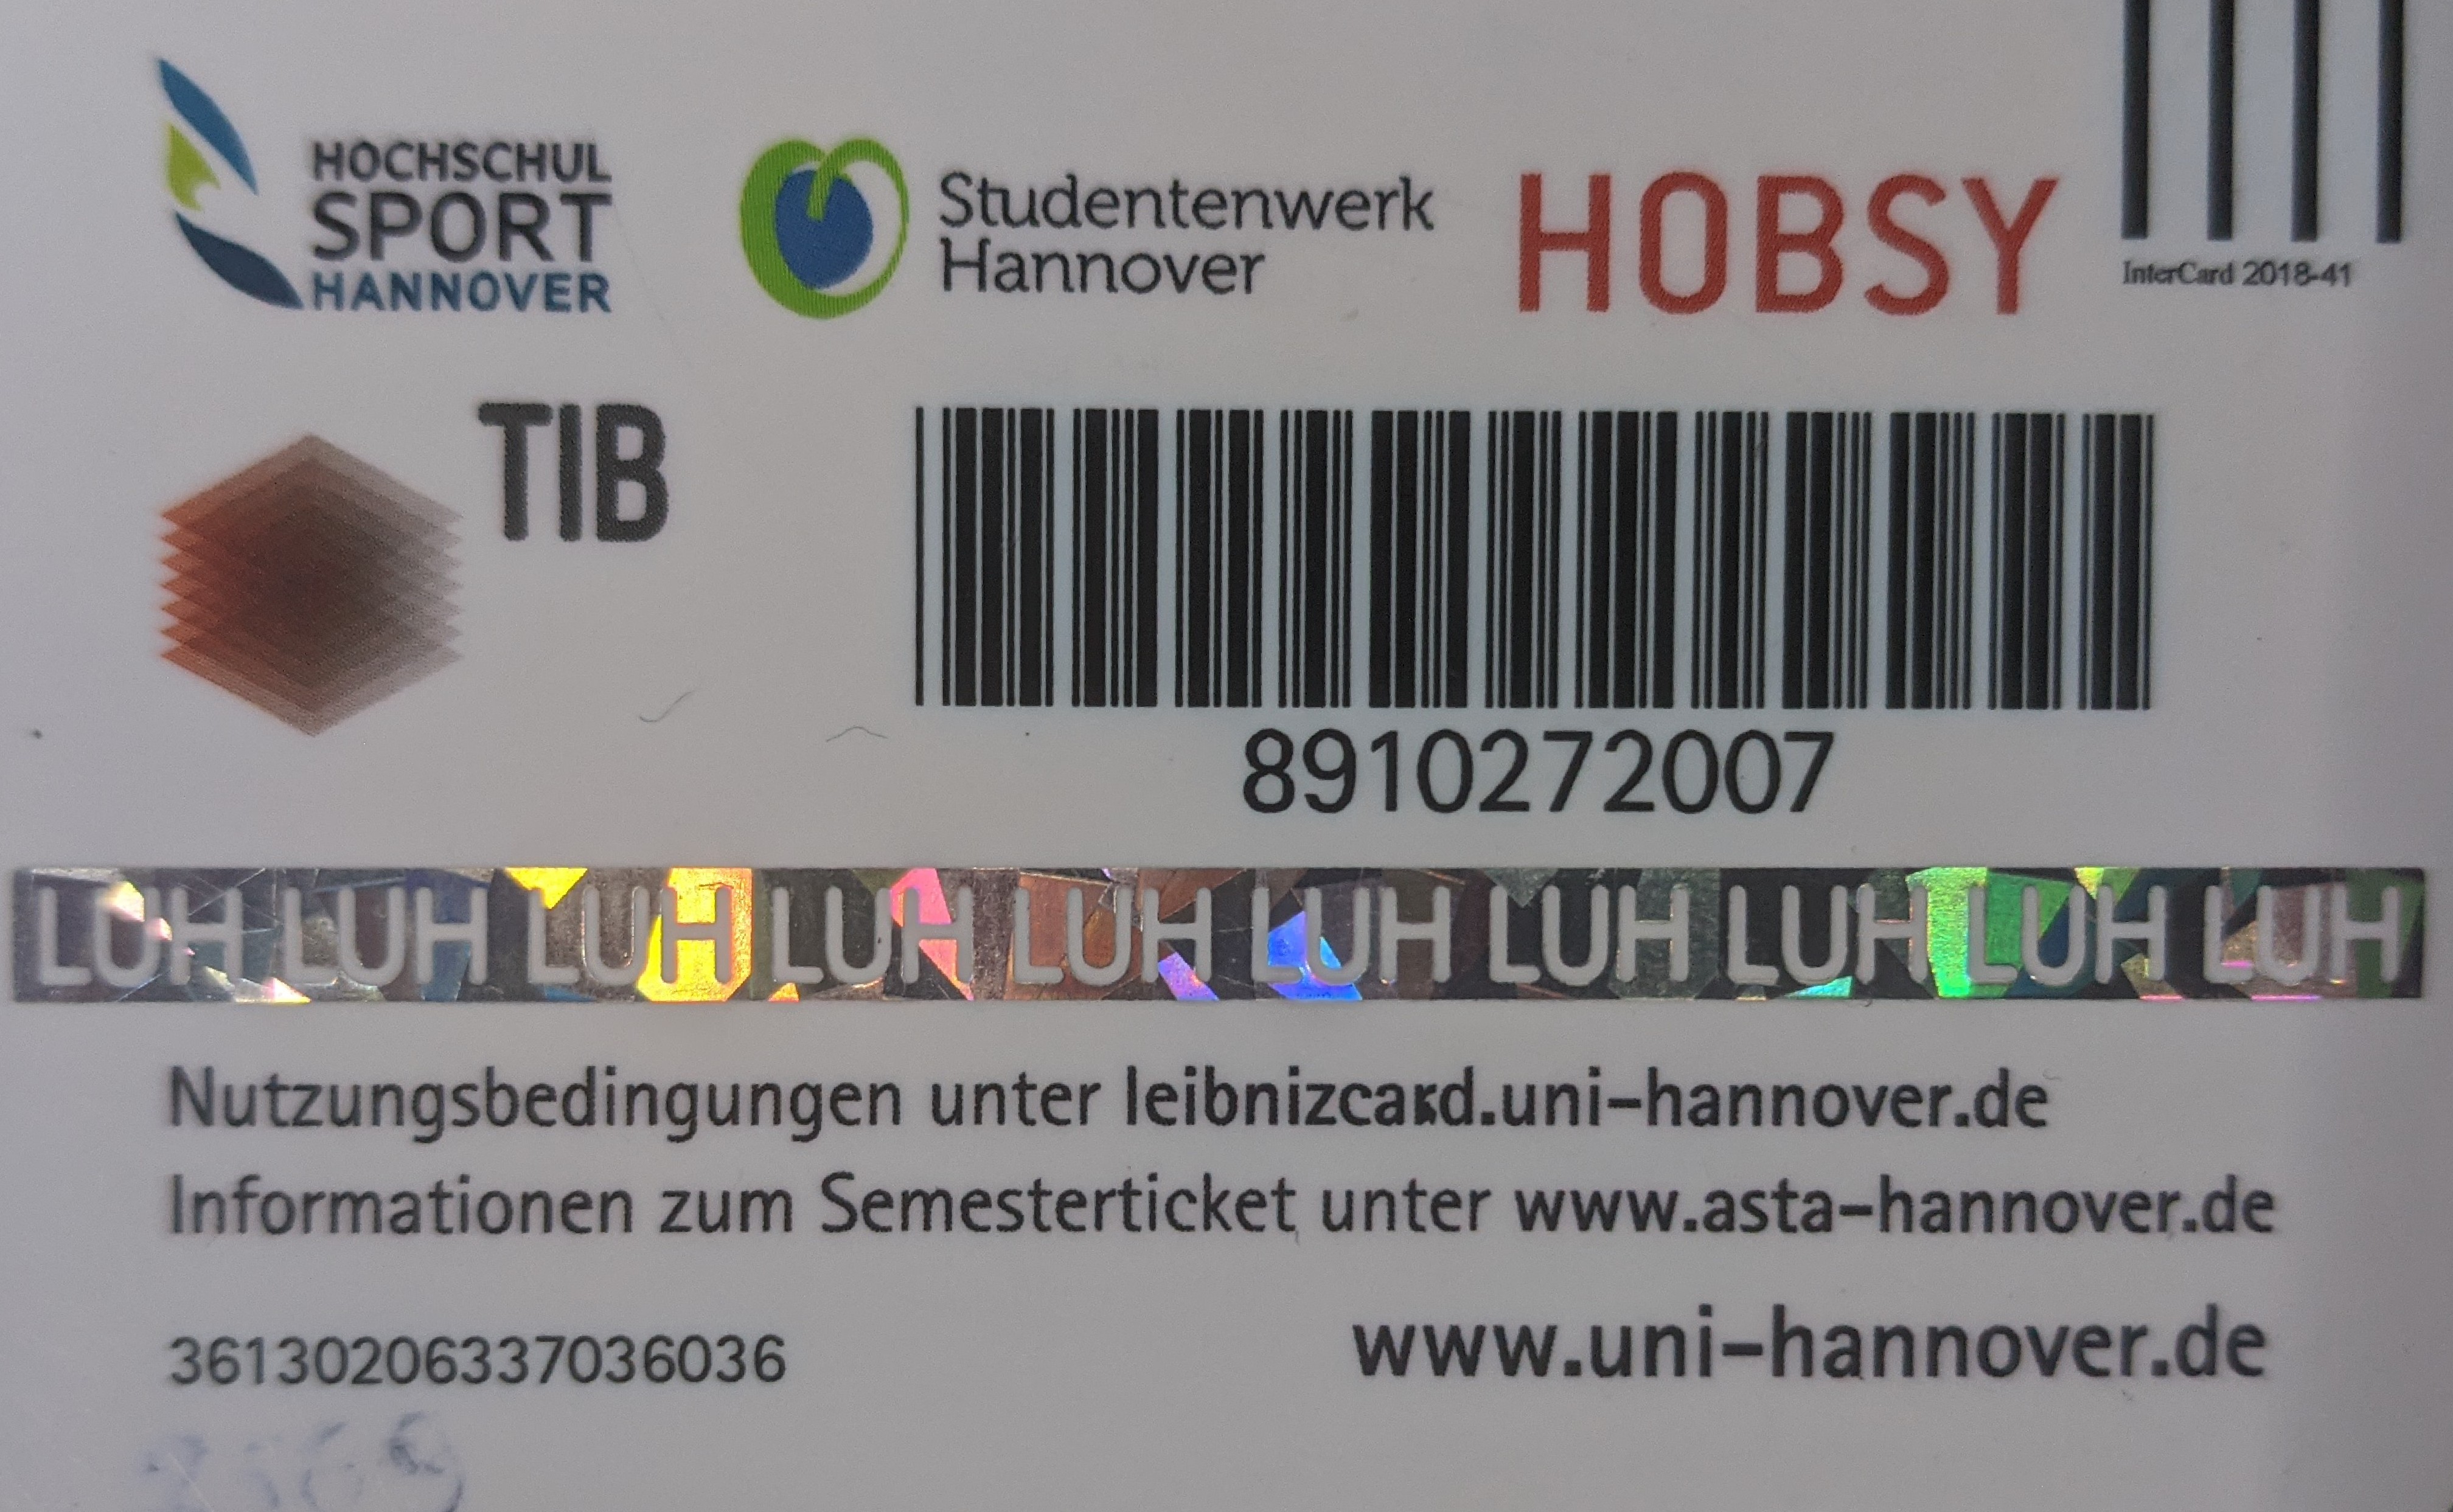 HOCHSCHUL
SPORT
HANNOVER
Studentenwerk
Hannover
HOBSY
InterCard 2018-41
TIB
8910272007
LUH LUH LUH LUH LUH LUH LUH LUH LUH LUH
Nutzungsbedingungen unter leibnizcard.uni-hannover.de
Informationen zum Semesterticket unter www.asta-hannover.de
36130206337036036
www.uni-hannover.de